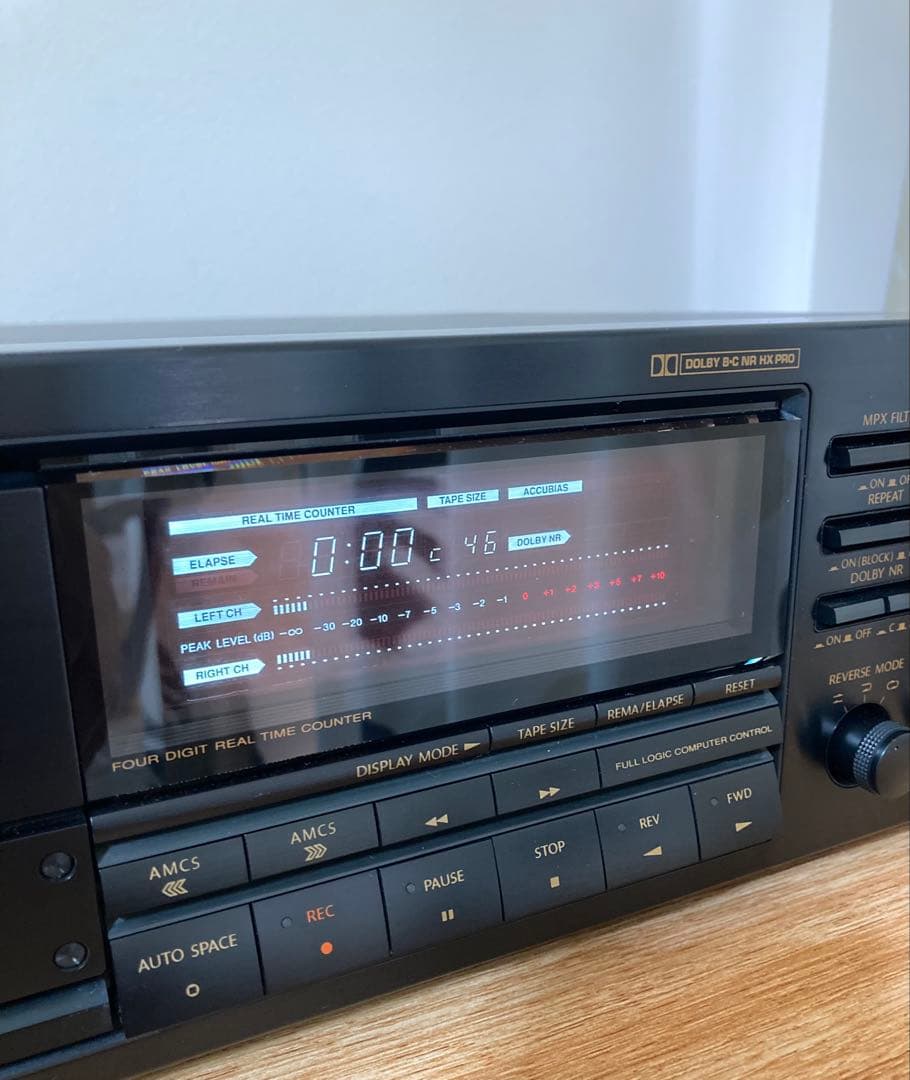 DOLBY B•C NR HX PRO
MPX FILT
ON OF
REPEAT
ON (BLOCK)
DOLBY NR
ON OFF C
REVERSE MODE
REAL TIME COUNTER TAPE SIZE ACCUBIAS
ELAPSE 0:00 c 46 DOLBY NR
REMAIN
LEFT CH
PEAK LEVEL (dB) -∞ -30 -20 -10 -7 -5 -3 -2 -1 0 +1 +2 +3 +5 +7 +10
RIGHT CH
FOUR DIGIT REAL TIME COUNTER
DISPLAY MODE TAPE SIZE REMA/ELAPSE RESET
FULL LOGIC COMPUTER CONTROL
AMCS AMCS
AUTO SPACE REC PAUSE STOP REV FWD